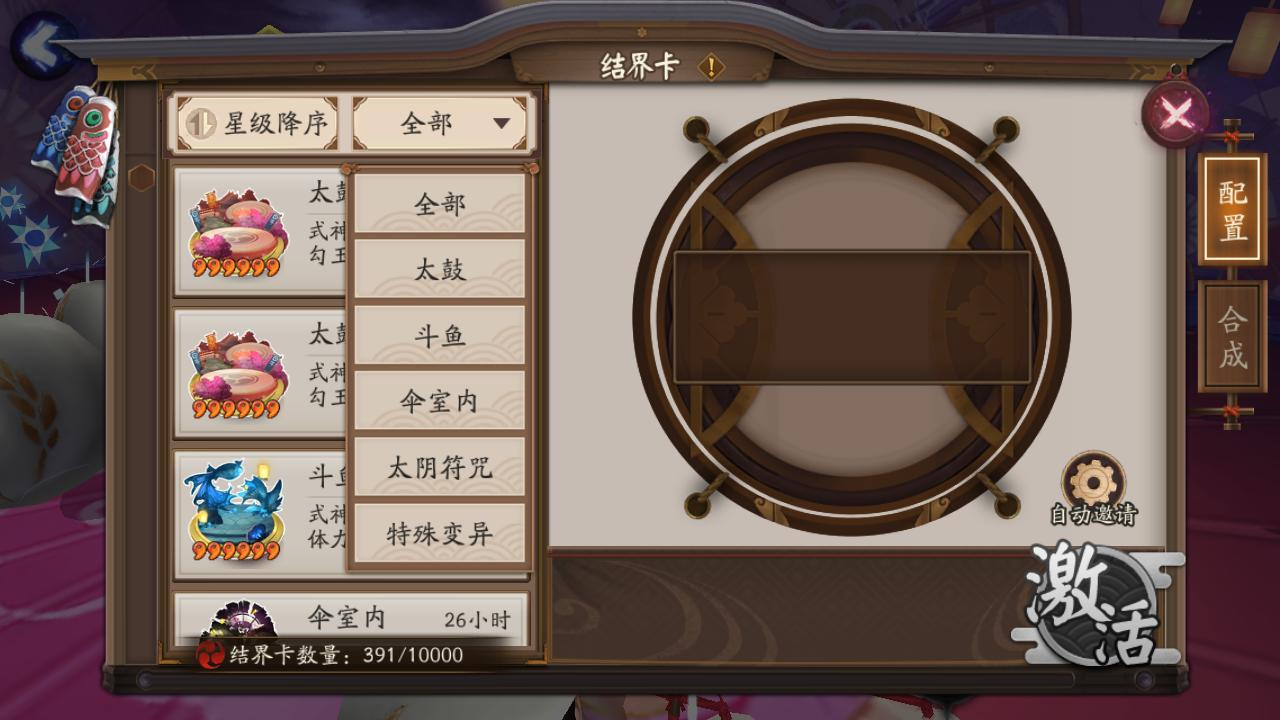 结界卡
星级降序
全部
太鼓
式神
勾玉
全部
太鼓
太鼓
式神
勾玉
斗鱼
伞室内
斗鱼
式神
体力
太阴符咒
特殊变异
伞室内 26小时
结界卡数量：391/10000
配置
合成
自动邀请
激活